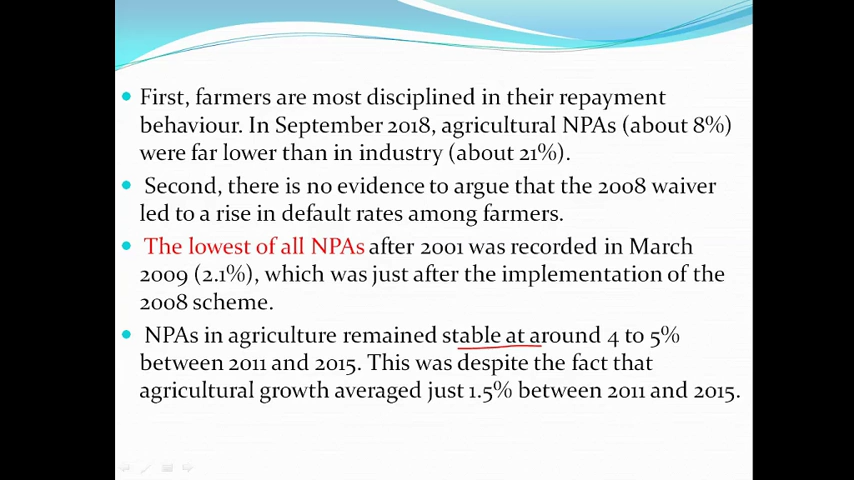 First, farmers are most disciplined in their repayment
behaviour. In September 2018, agricultural NPAs (about 8%)
were far lower than in industry (about 21%).
Second, there is no evidence to argue that the 2008 waiver
led to a rise in default rates among farmers.
The lowest of all NPAs after 2001 was recorded in March
2009 (2.1%), which was just after the implementation of the
2008 scheme.
NPAs in agriculture remained stable at around 4 to 5%
between 2011 and 2015. This was despite the fact that
agricultural growth averaged just 1.5% between 2011 and 2015.